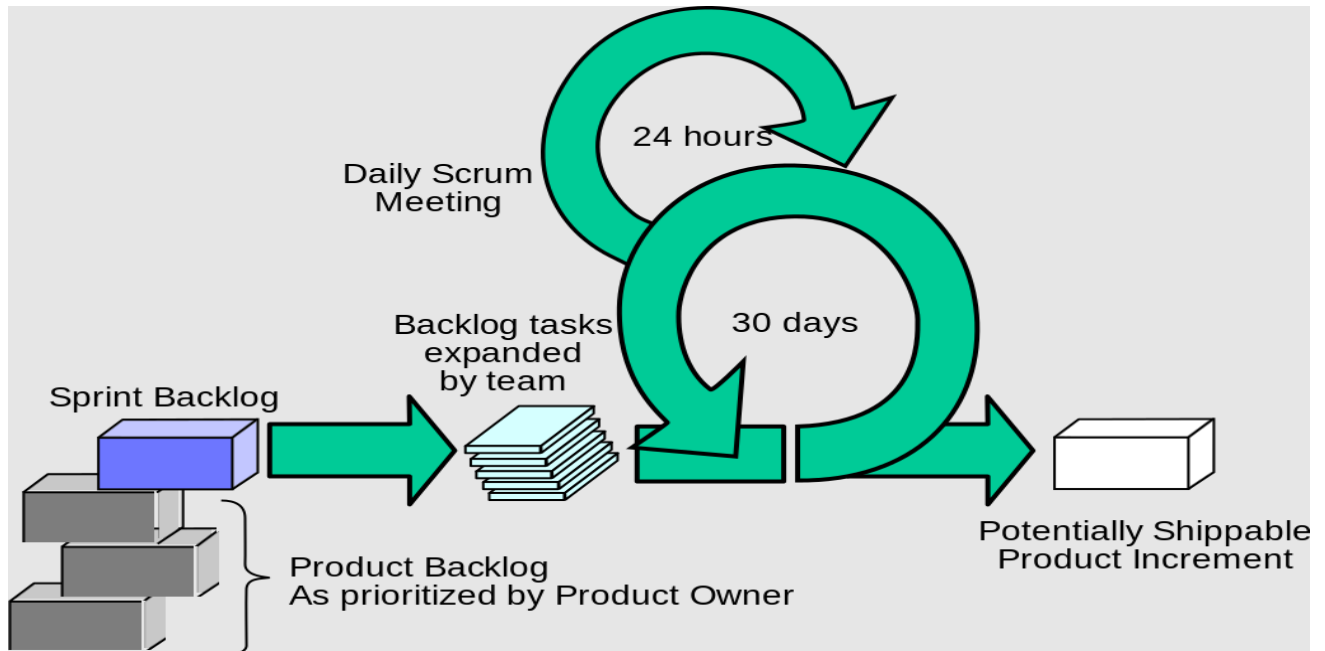 24 hours
Daily Scrum
Meeting
30 days
Backlog tasks
expanded
by team
Sprint Backlog
Potentially Shippable
Product Increment
Product Backlog
As prioritized by Product Owner